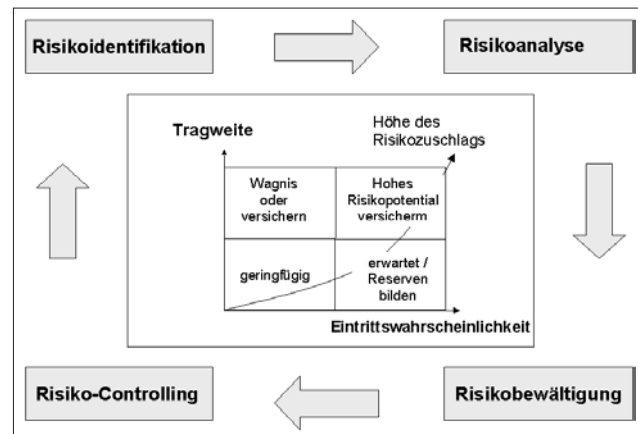 Risikoidentifikation
Risikoanalyse
Tragweite
Höhe des
Risikozuschlags
Wagnis
oder
versichern
Hohes
Risikopotential
versichern
geringfügig
erwartet /
Reserven
bilden
Eintrittswahrscheinlichkeit
Risiko-Controlling
Risikobewältigung